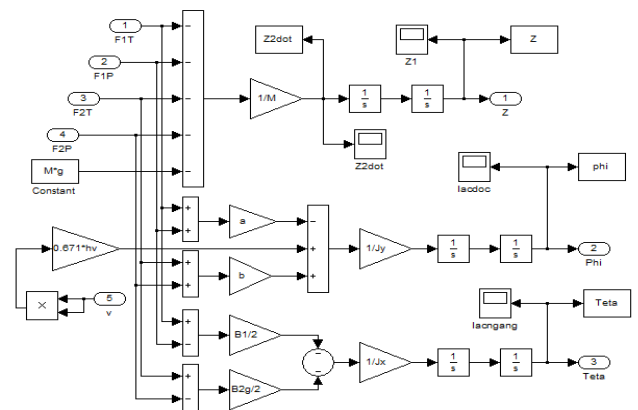 1
F1T
2
F1P
3
F2T
4
F2P
M*g
Constant
− − − − −
1/M
Z2dot
Z2dot
1
s
1
s
Z1
Z
1
Z
+
+
a
0.671*hv
×
5
v
+
+
b
−
+
+
1/Jy
1
s
1
s
lacdoc
phi
2
Phi
+
−
B1/2
+
−
B2g/2
−
−
1/Jx
1
s
1
s
lacngang
Teta
3
Teta